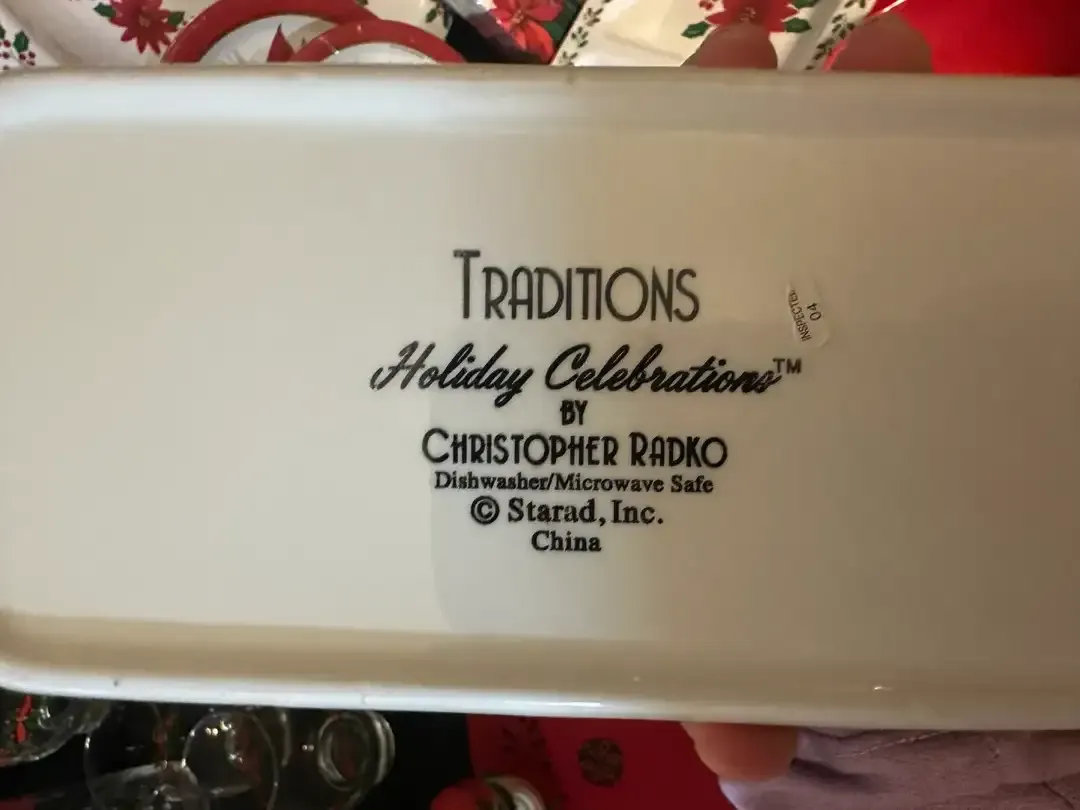 TRADITIONS
Holiday Celebrations™
BY
CHRISTOPHER RADKO
Dishwasher/Microwave Safe
© Starad, Inc.
China
INSPECTED
04